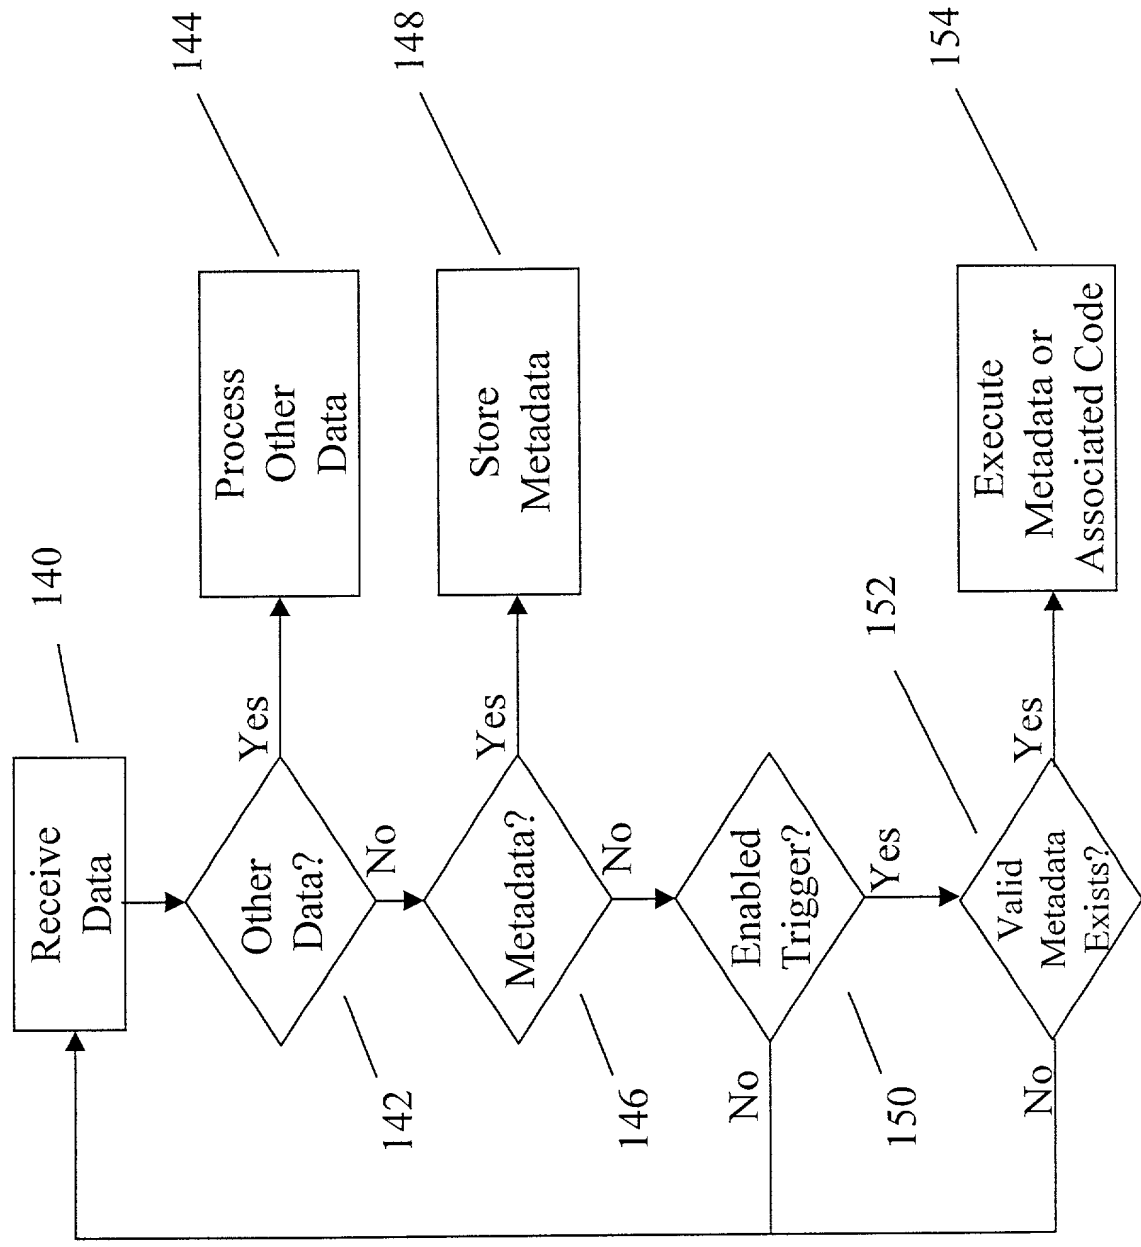 140
Receive
Data
142
Other
Data?
Yes
No
144
Process
Other
Data
146
Metadata?
Yes
No
148
Store
Metadata
150
Enabled
Trigger?
No
Yes
152
Valid
Metadata
Exists?
No
Yes
154
Execute
Metadata or
Associated Code